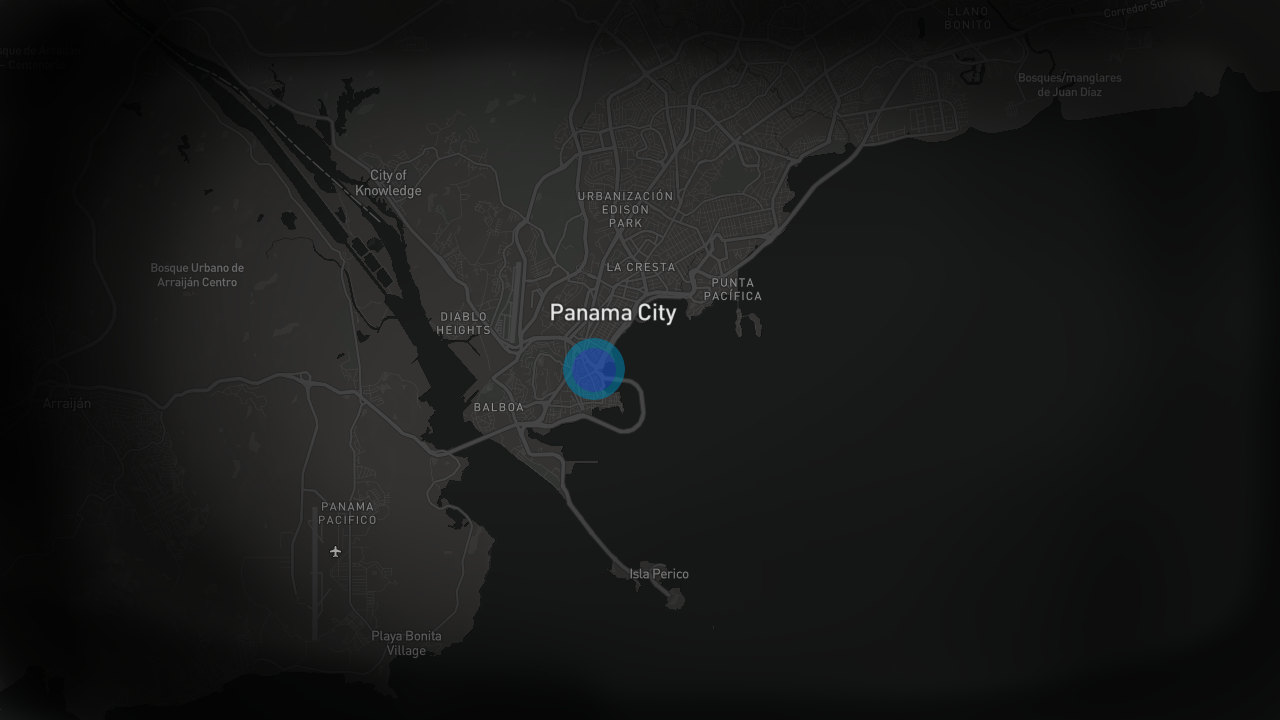 LLANO
BONITO
Corredor Sur
Bosques/manglares
de Juan Díaz
City of
Knowledge
URBANIZACIÓN
EDISON
PARK
Bosque Urbano de
Arraiján Centro
LA CRESTA
PUNTA
PACÍFICA
DIABLO
HEIGHTS
Panama City
Arraiján
BALBOA
PANAMA
PACIFICO
Isla Perico
Playa Bonita
Village